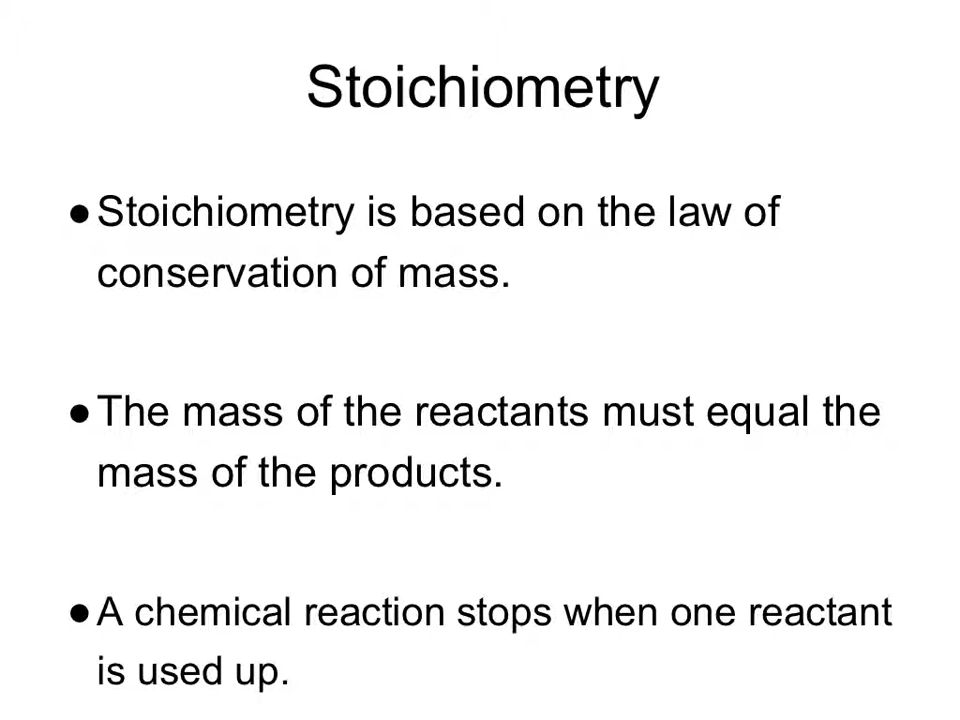 Stoichiometry
●Stoichiometry is based on the law of
conservation of mass.
●The mass of the reactants must equal the
mass of the products.
●A chemical reaction stops when one reactant
is used up.